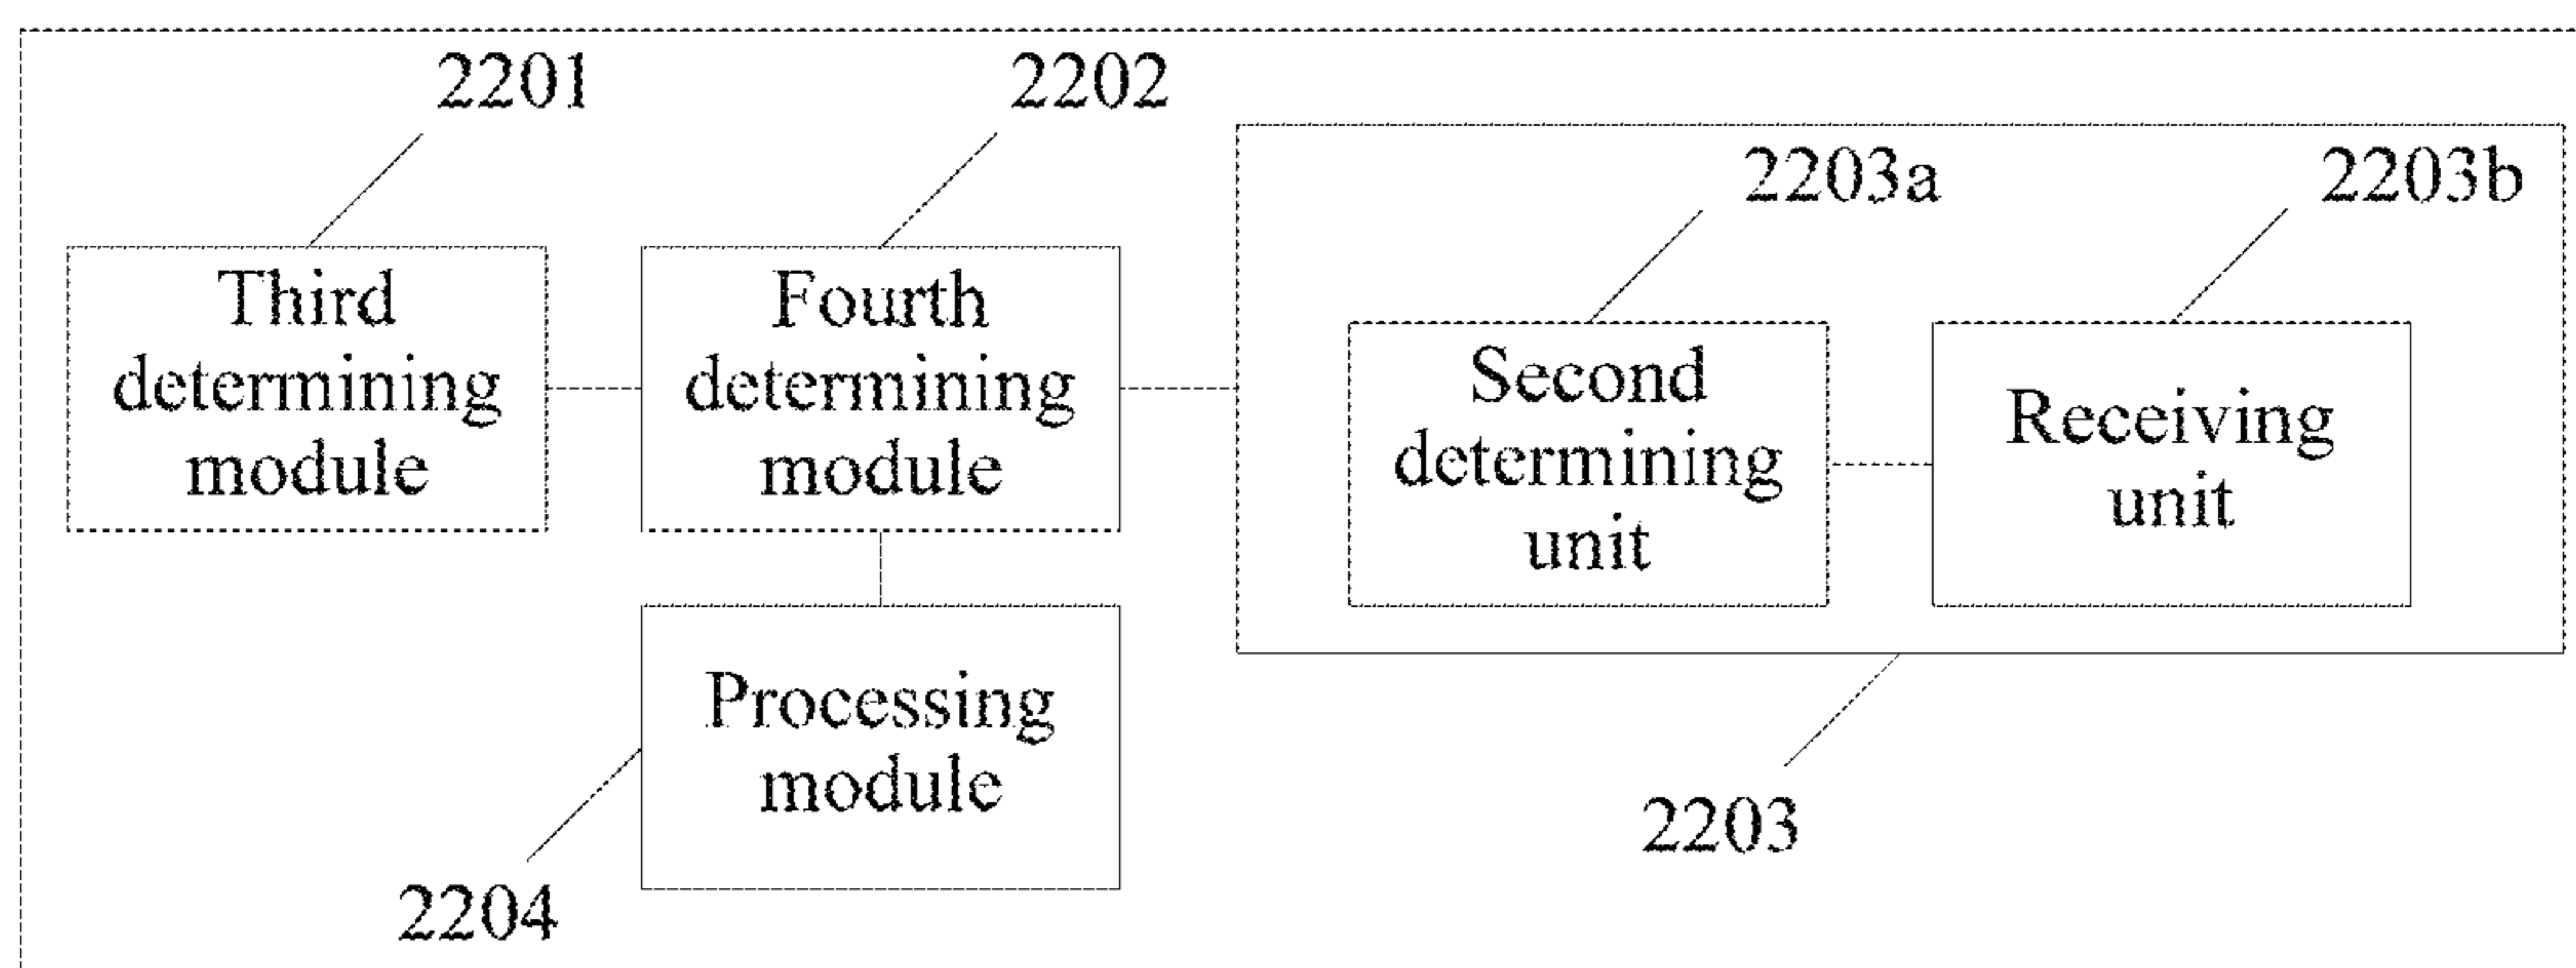 2201
2202
2203a
2203b
Third
determining
module
Fourth
determining
module
Second
determining
unit
Receiving
unit
Processing
module
2203
2204